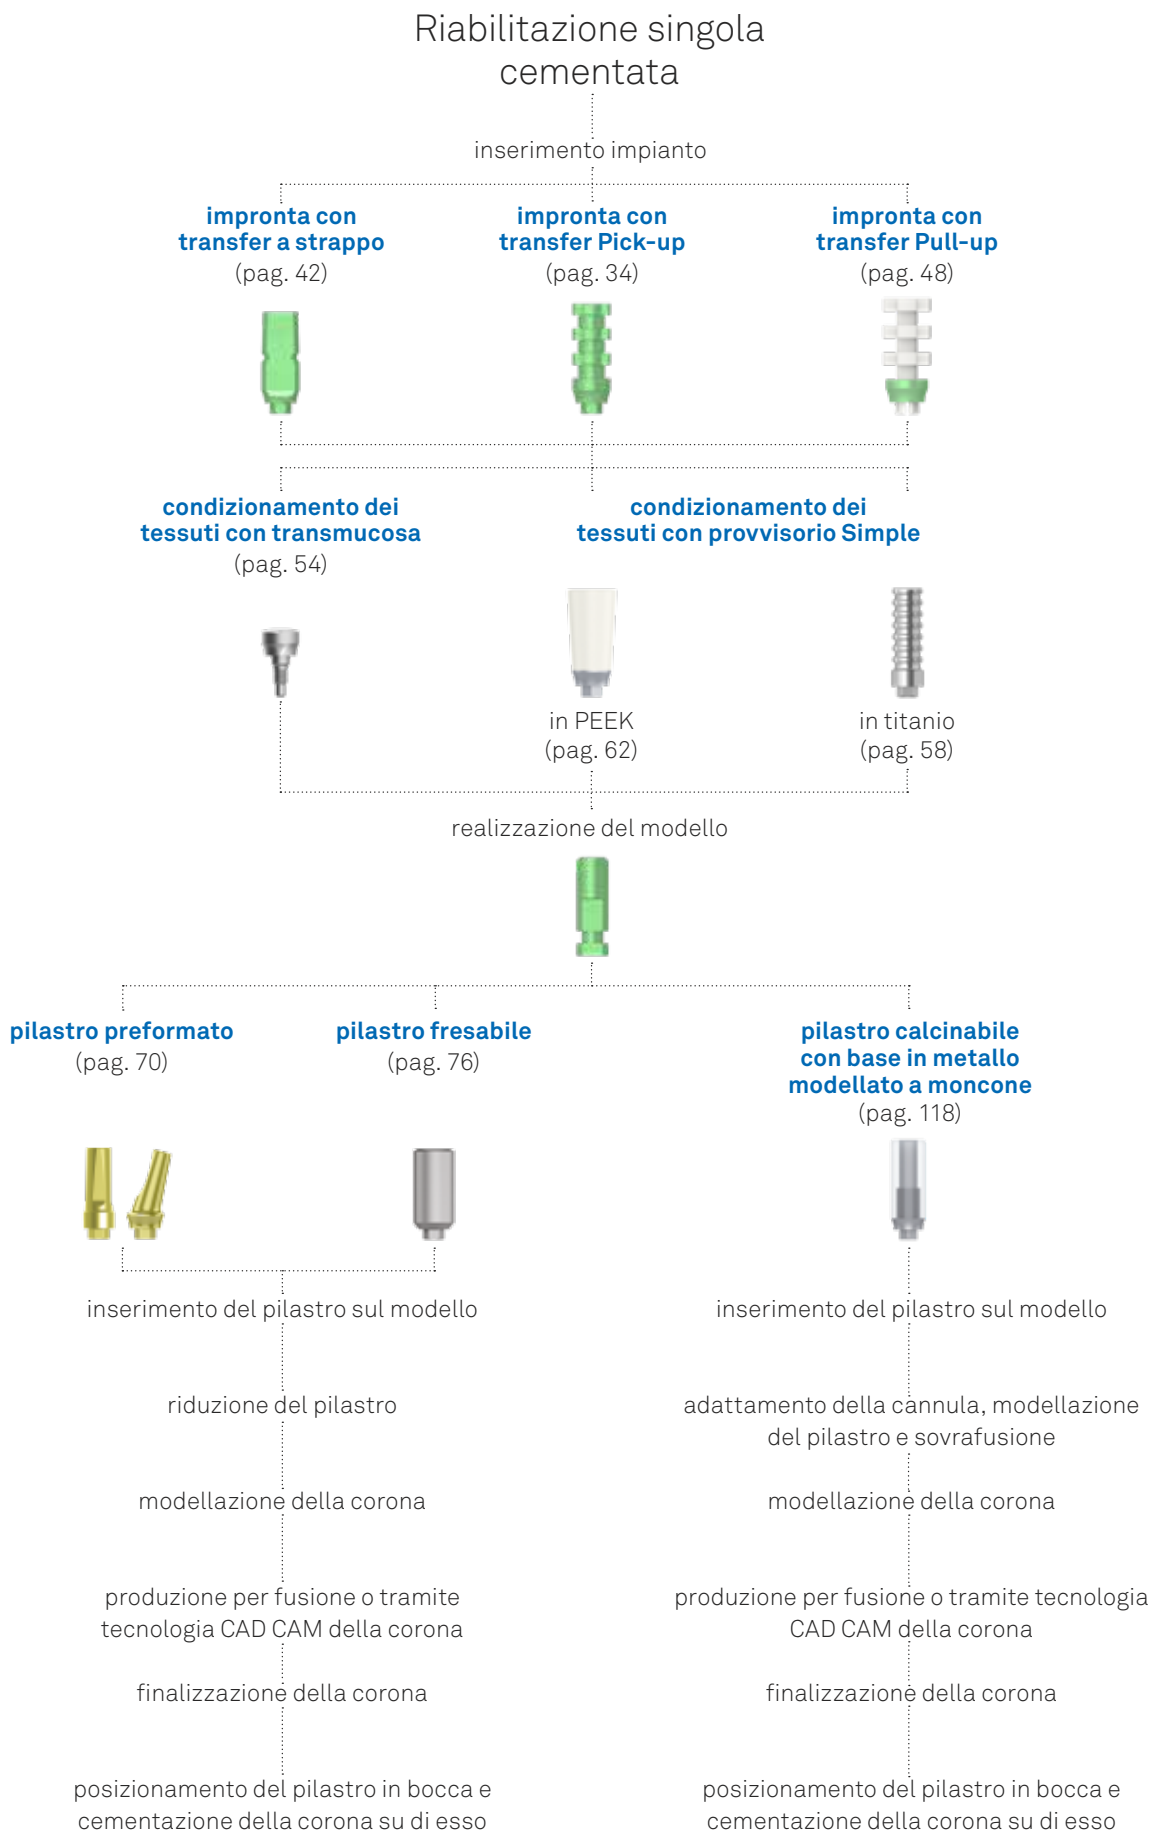 Riabilitazione singola
cementata
inserimento impianto
impronta con
transfer a strappo
(pag. 42)
impronta con
transfer Pick-up
(pag. 34)
impronta con
transfer Pull-up
(pag. 48)
condizionamento dei
tessuti con transmucosa
(pag. 54)
condizionamento dei
tessuti con provvisorio Simple
in PEEK
(pag. 62)
in titanio
(pag. 58)
realizzazione del modello
pilastro preformato
(pag. 70)
pilastro fresabile
(pag. 76)
pilastro calcinabile
con base in metallo
modellato a moncone
(pag. 118)
inserimento del pilastro sul modello
riduzione del pilastro
modellazione della corona
produzione per fusione o tramite
tecnologia CAD CAM della corona
finalizzazione della corona
posizionamento del pilastro in bocca e
cementazione della corona su di esso
inserimento del pilastro sul modello
adattamento della cannula, modellazione
del pilastro e sovrafusione
modellazione della corona
produzione per fusione o tramite tecnologia
CAD CAM della corona
finalizzazione della corona
posizionamento del pilastro in bocca e
cementazione della corona su di esso